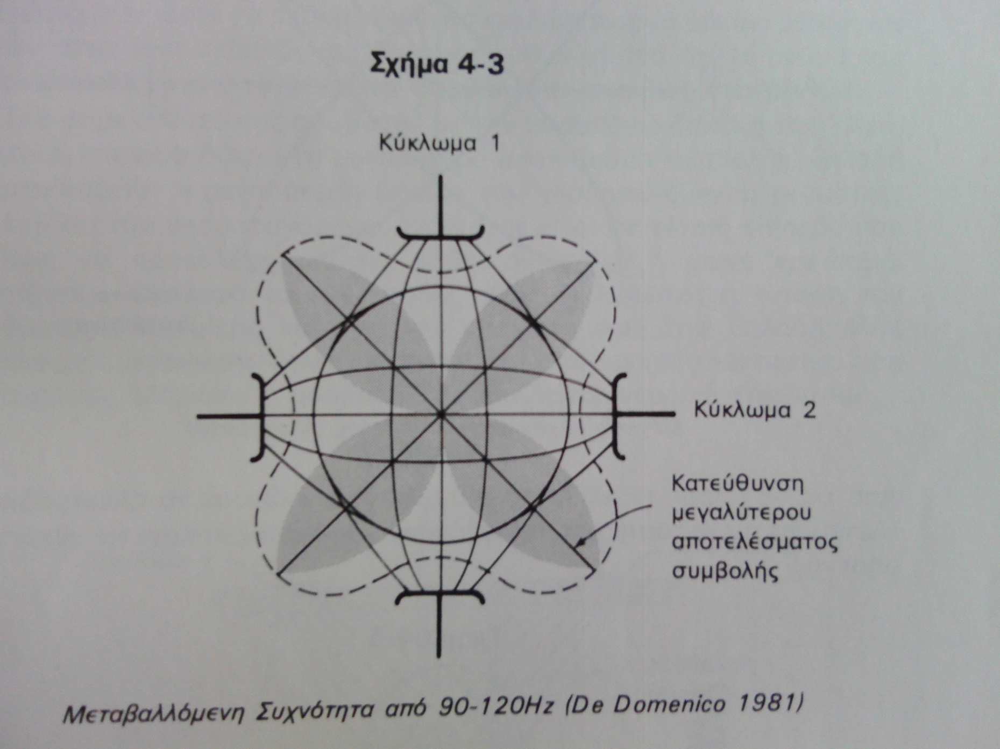 Σχήμα 4-3
Κύκλωμα 1
Κύκλωμα 2
Κατεύθυνση
μεγαλύτερου
αποτελέσματος
συμβολής
Μεταβαλλόμενη Συχνότητα από 90-120Hz (De Domenico 1981)